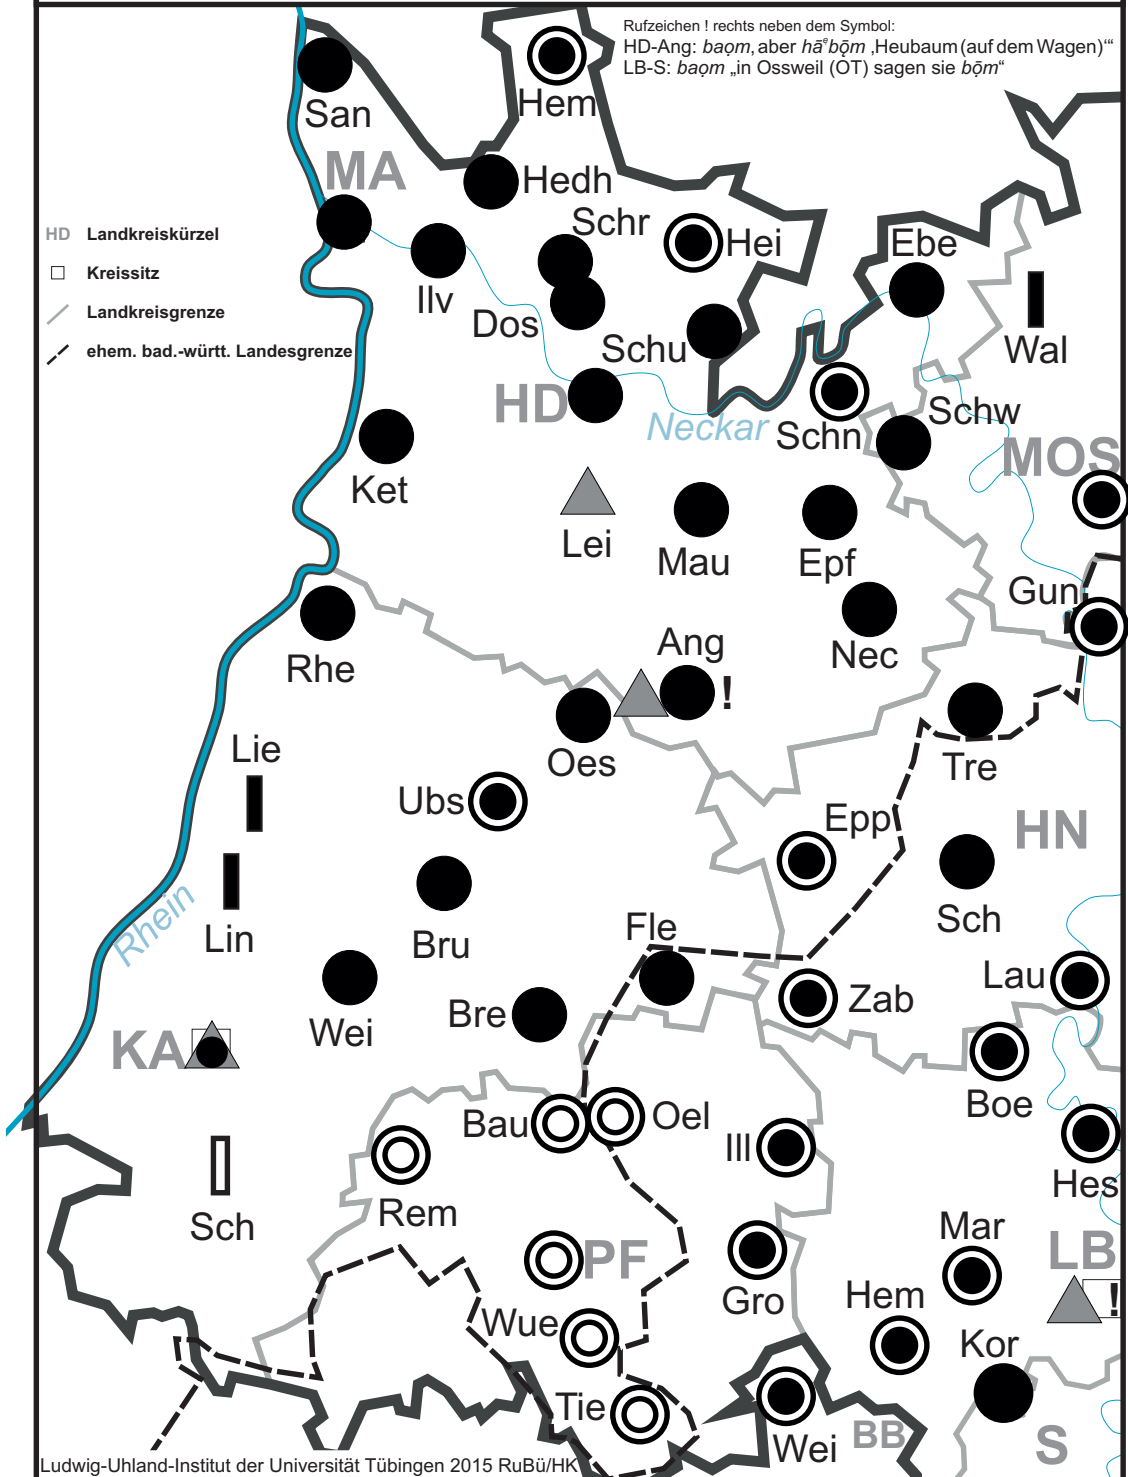 Rufzeichen ! rechts neben dem Symbol:
HD-Ang: baǫm, aber hāᵉbǭm ‚Heubaum (auf dem Wagen)‘“
LB-S: baǫm „in Ossweil (OT) sagen sie bǭm“
San
Hem
MA
Hedh
Schr
Hei
Ebe
HD Landkreiskürzel
Kreissitz
Landkreisgrenze
ehem. bad.-württ. Landesgrenze
Ilv
Dos
Schu
Wal
HD
Neckar
Schn
Schw
MOS
Ket
Lei
Mau
Epf
Gun
Rhe
Ang
Nec
!
Oes
Tre
Lie
Ubs
Epp
HN
Rhein
Lin
Bru
Fle
Sch
Wei
Bre
Zab
Lau
KA
Boe
Bau
Oel
Ill
Hes
Rem
Sch
Mar
PF
LB
Gro
Hem
!
Wue
Kor
Tie
Wei
BB
S
Ludwig-Uhland-Institut der Universität Tübingen 2015 RuBü/HK